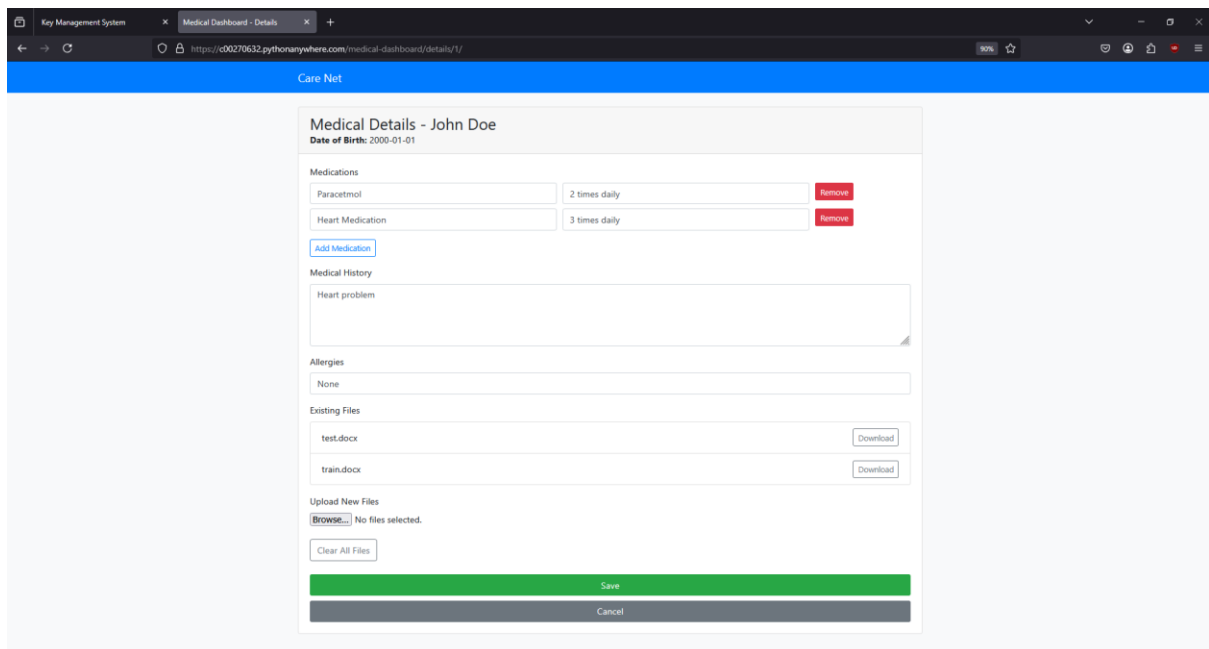 Key Management System
Medical Dashboard - Details
https://c00270632.pythonanywhere.com/medical-dashboard/details/1/
90%
Care Net
Medical Details - John Doe
Date of Birth: 2000-01-01
Medications
Paracetmol 2 times daily Remove
Heart Medication 3 times daily Remove
Add Medication
Medical History
Heart problem
Allergies
None
Existing Files
test.docx Download
train.docx Download
Upload New Files
Browse... No files selected.
Clear All Files
Save
Cancel